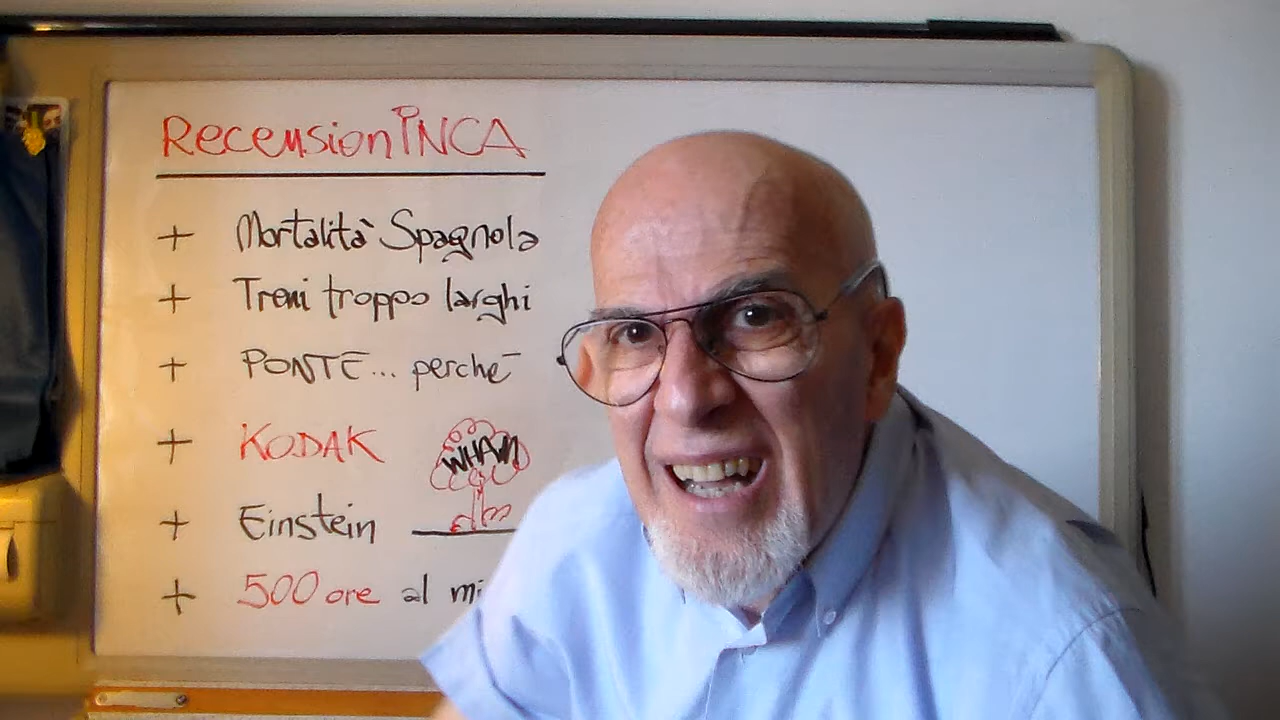 RecensionINCA
+ Mortalità Spagnola
+ Treni troppo larghi
+ PONTE... perché
+ KODAK
WHAM
+ Einstein
+ 500 ore al